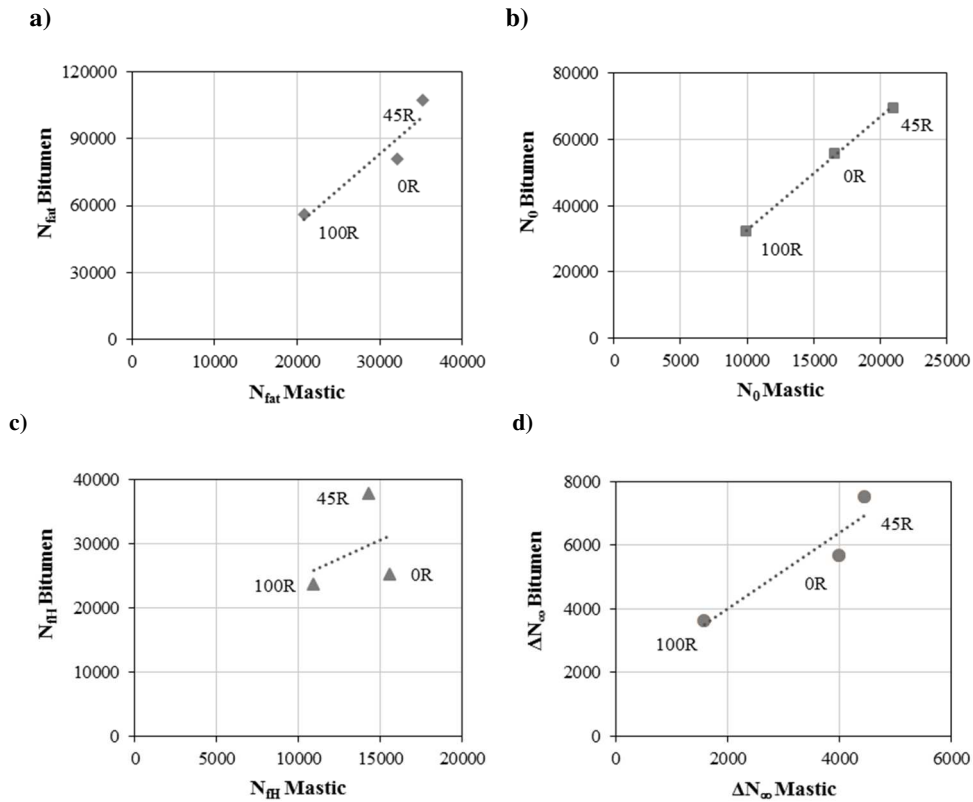 a)
120000
90000
60000
30000
0
0 10000 20000 30000 40000
N_fat Bitumen
N_fat Mastic
45R
0R
100R
b)
80000
60000
40000
20000
0
0 5000 10000 15000 20000 25000
N_0 Bitumen
N_0 Mastic
45R
0R
100R
c)
40000
30000
20000
10000
0
0 5000 10000 15000 20000
N_fH Bitumen
N_fH Mastic
45R
100R
0R
d)
8000
6000
4000
2000
0
0 2000 4000 6000
ΔN_∞ Bitumen
ΔN_∞ Mastic
45R
0R
100R